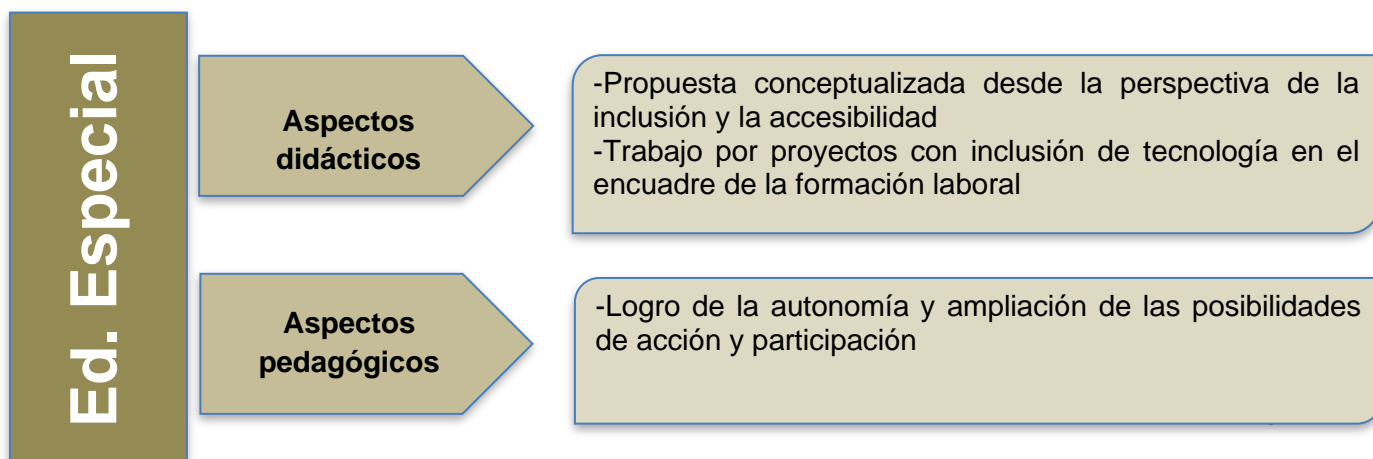 Ed. Especial
Aspectos
didácticos
-Propuesta conceptualizada desde la perspectiva de la
inclusión y la accesibilidad
-Trabajo por proyectos con inclusión de tecnología en el
encuadre de la formación laboral
Aspectos
pedagógicos
-Logro de la autonomía y ampliación de las posibilidades
de acción y participación